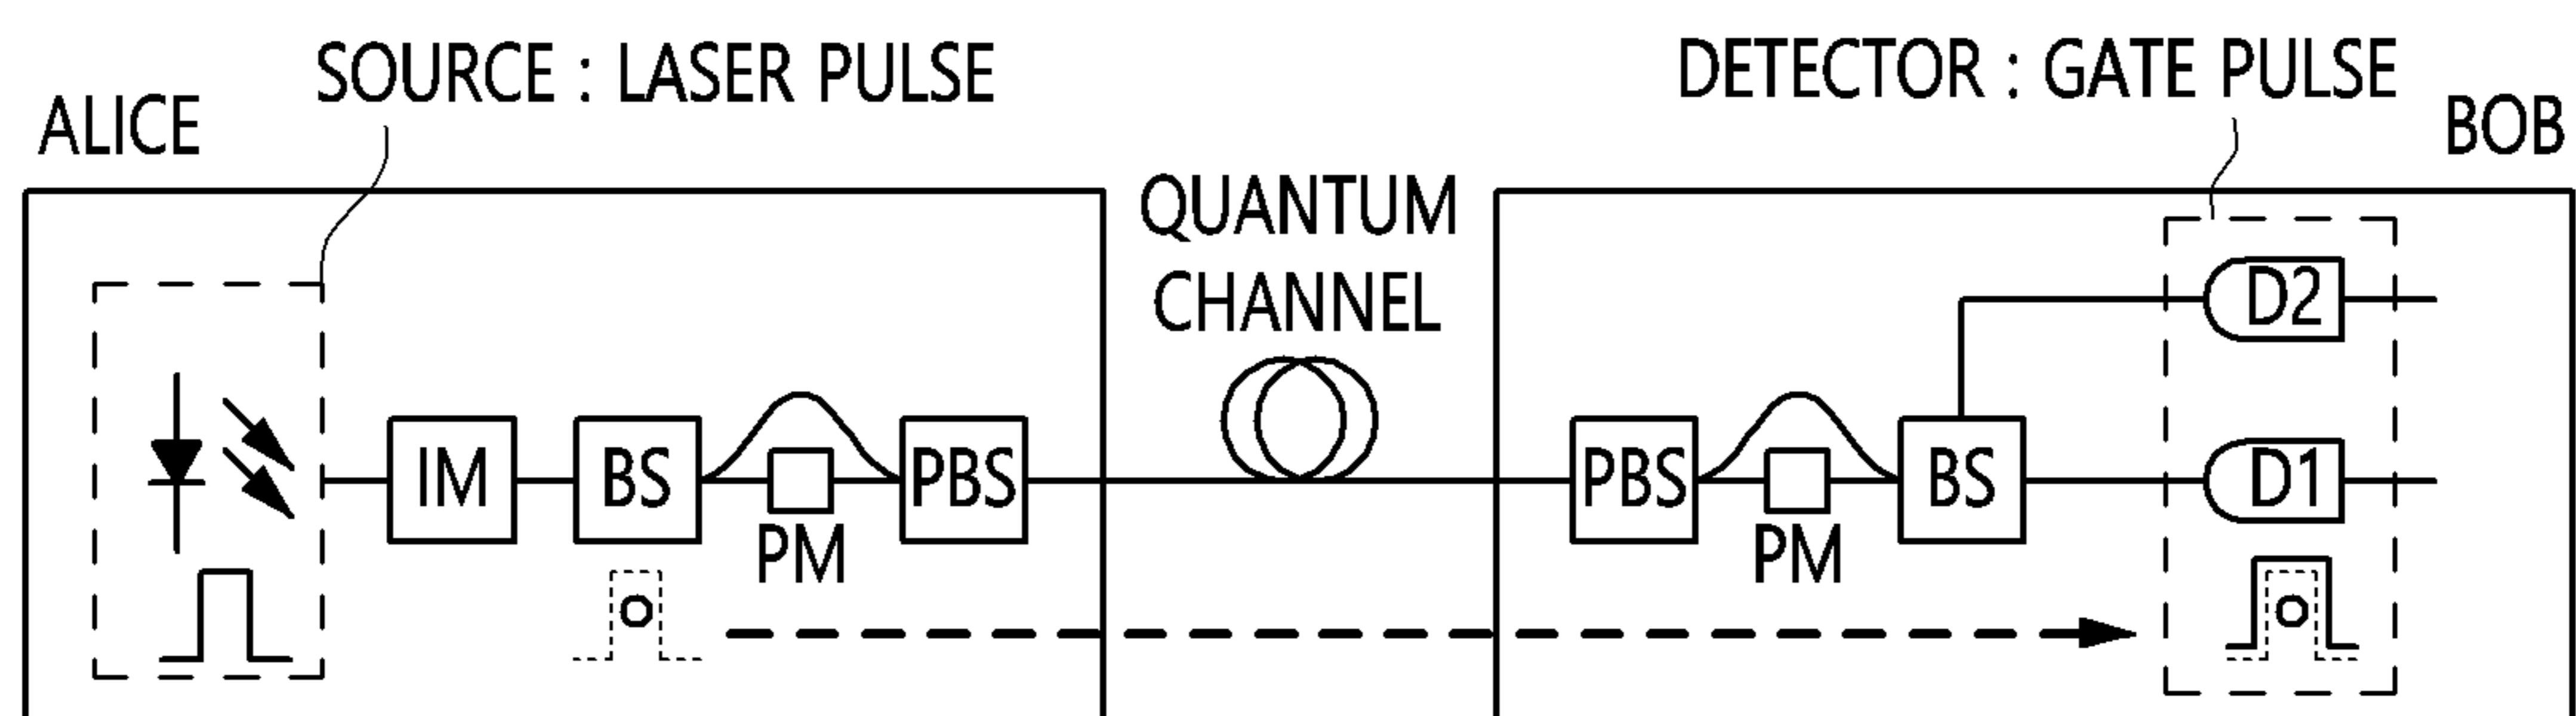 SOURCE : LASER PULSE
DETECTOR : GATE PULSE
ALICE
BOB
QUANTUM
CHANNEL
D2
IM
BS
PBS
PBS
BS
D1
PM
PM